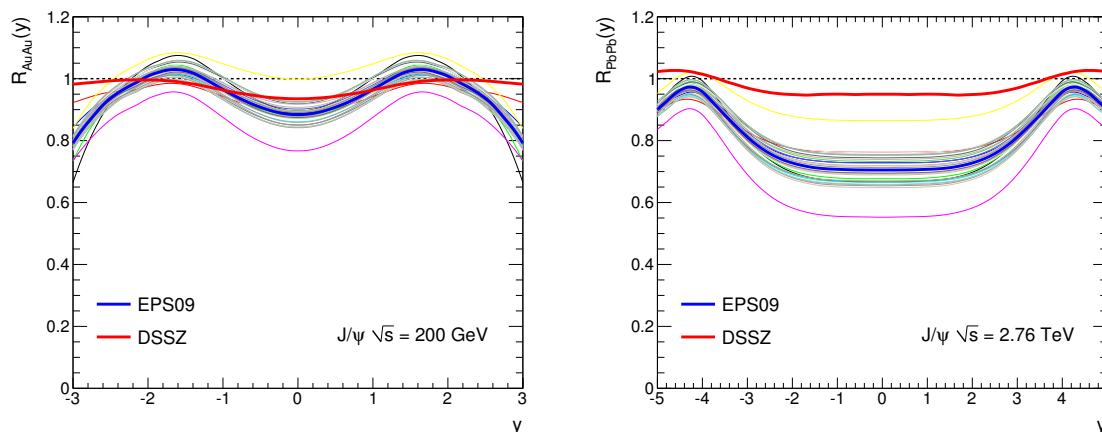 R_AuAu(y)
1.2
1
0.8
0.6
0.4
0.2
0
EPS09
DSSZ
J/ψ √s = 200 GeV
-3 -2 -1 0 1 2 3
y
R_PbPb(y)
1.2
1
0.8
0.6
0.4
0.2
0
EPS09
DSSZ
J/ψ √s = 2.76 TeV
-5 -4 -3 -2 -1 0 1 2 3 4 5
y